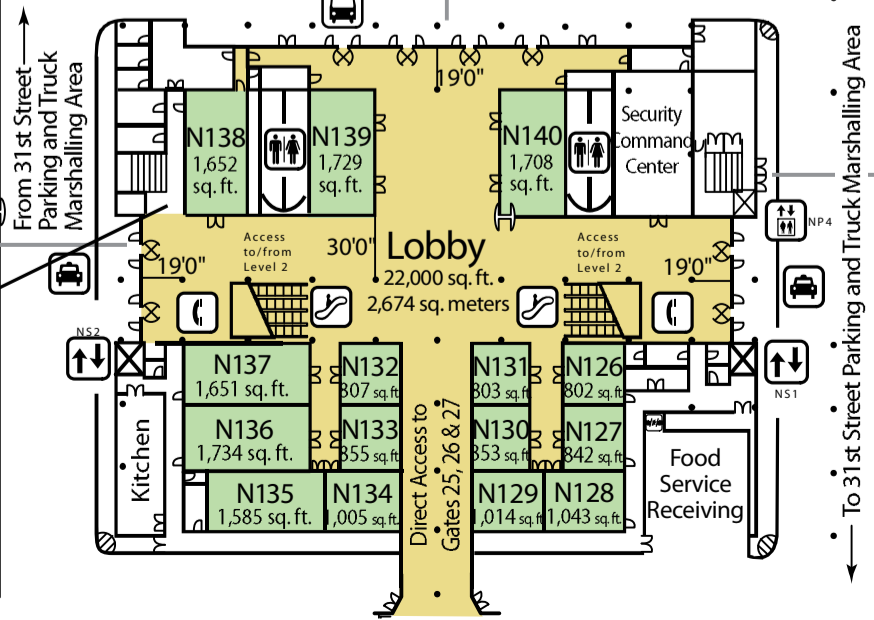 From 31st Street
Parking and Truck
Marshalling Area
19'0"
N138
1,652
sq. ft.
N139
1,729
sq. ft.
N140
1,708
sq. ft.
Security
Command
Center
NP4
Access
to/from
Level 2
30'0"
Lobby
22,000 sq. ft.
2,674 sq. meters
Access
to/from
Level 2
19'0"
19'0"
NS2
NS1
N137
1,651 sq. ft.
N132
807 sq. ft.
N131
803 sq. ft.
N126
802 sq. ft.
N136
1,734 sq. ft.
N133
855 sq. ft.
N130
853 sq. ft.
N127
842 sq. ft.
N135
1,585 sq. ft.
N134
1,005 sq. ft.
N129
1,014 sq. ft.
N128
1,043 sq. ft.
Kitchen
Direct Access to
Gates 25, 26 & 27
Food
Service
Receiving
To 31st Street Parking and Truck Marshalling Area